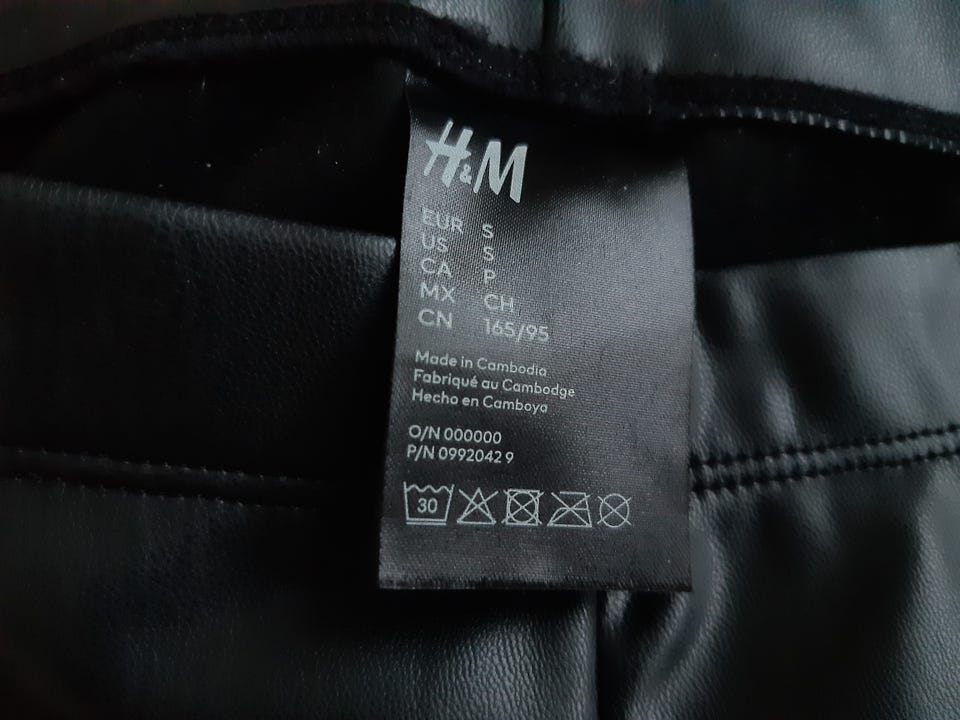 H&M
EUR S
US S
CA P
MX CH
CN 165/95
Made in Cambodia
Fabriqué au Cambodge
Hecho en Camboya
O/N 000000
P/N 0992042 9
30